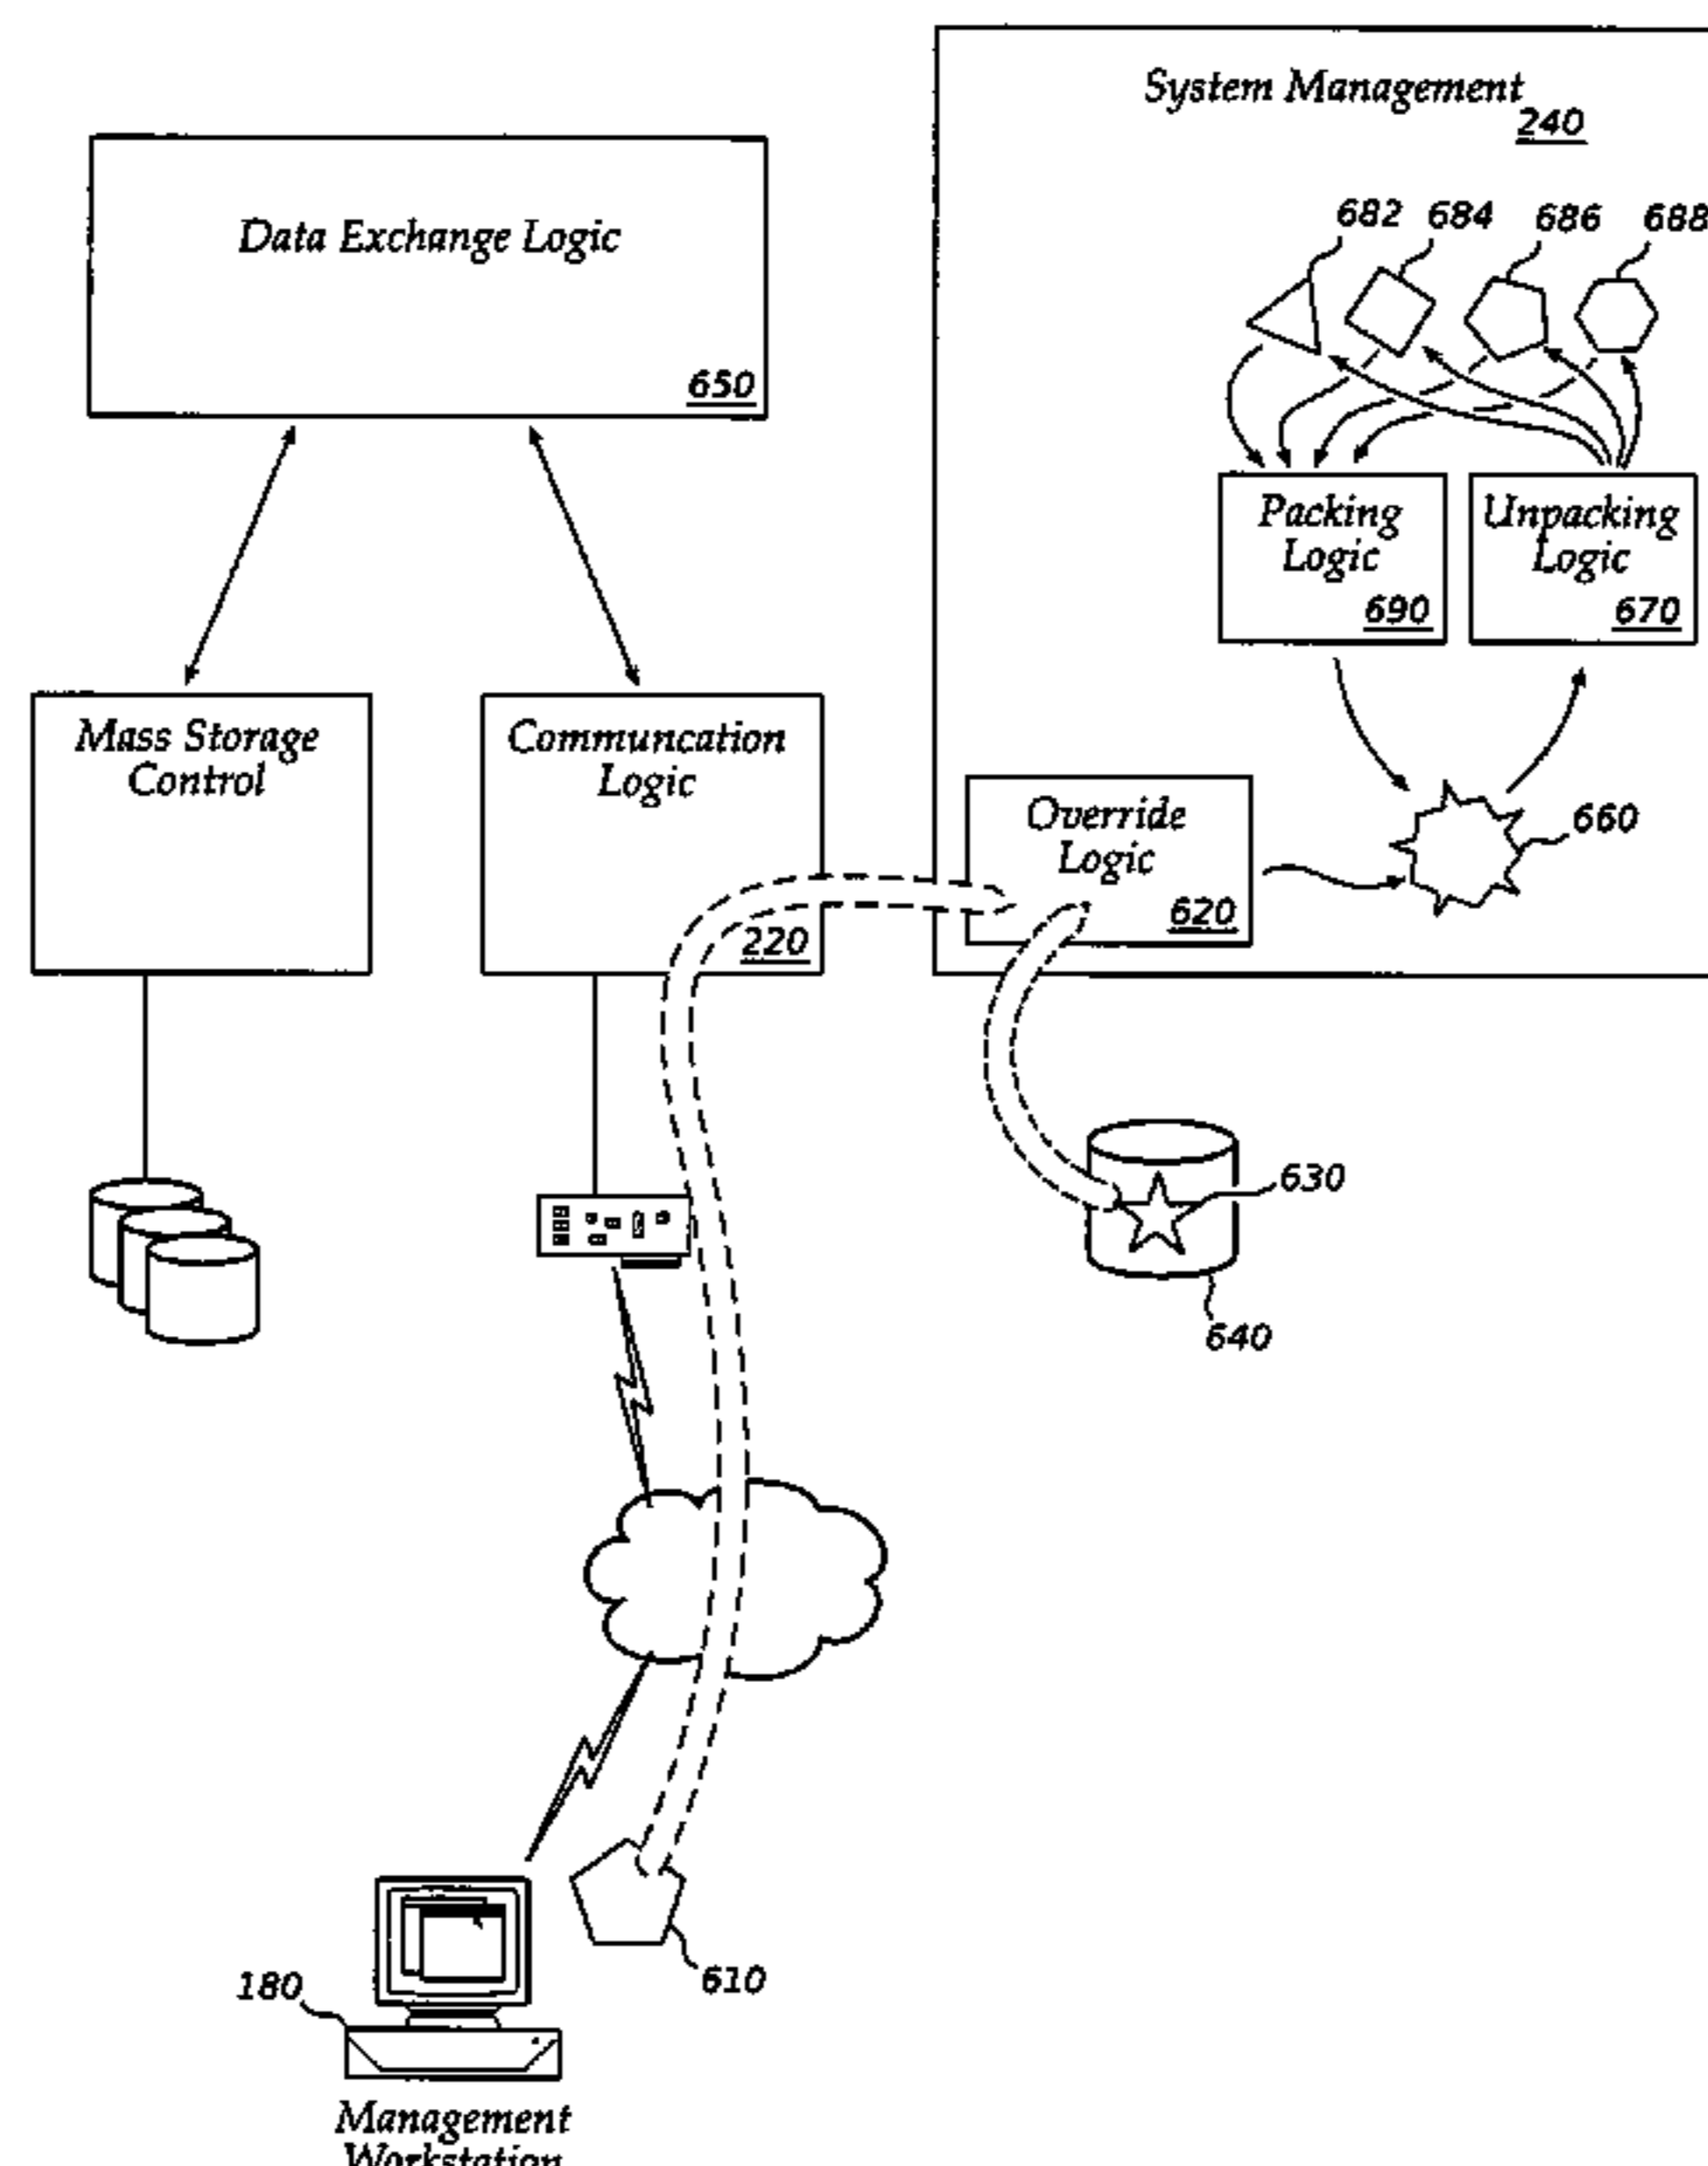 System Management
240
682 684 686 688
Data Exchange Logic
650
Packing
Logic
690
Unpacking
Logic
670
Mass Storage
Control
Communcation
Logic
220
Override
Logic
620
660
630
640
610
180
Management
Workstation